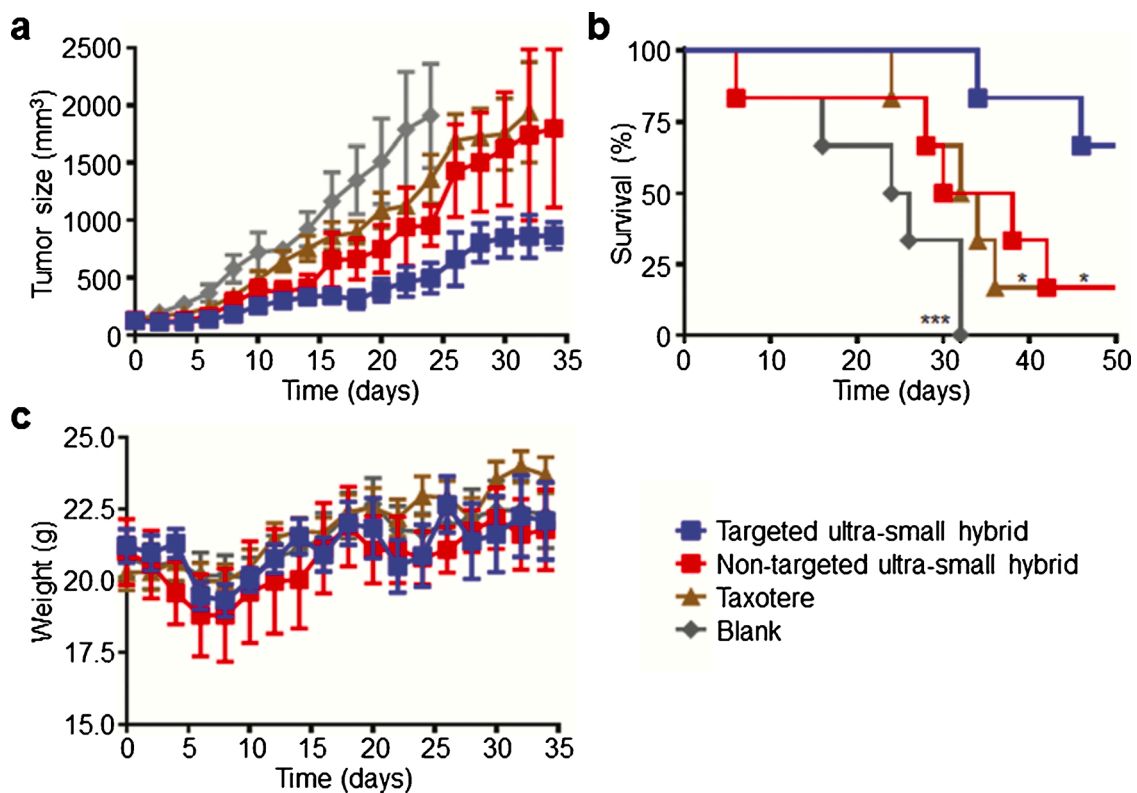 a
2500
2000
1500
1000
500
0
Tumor size (mm³)
0 5 10 15 20 25 30 35
Time (days)
b
100
75
50
25
0
Survival (%)
*** * *
0 10 20 30 40 50
Time (days)
c
25.0
22.5
20.0
17.5
15.0
Weight (g)
0 5 10 15 20 25 30 35
Time (days)
Targeted ultra-small hybrid
Non-targeted ultra-small hybrid
Taxotere
Blank